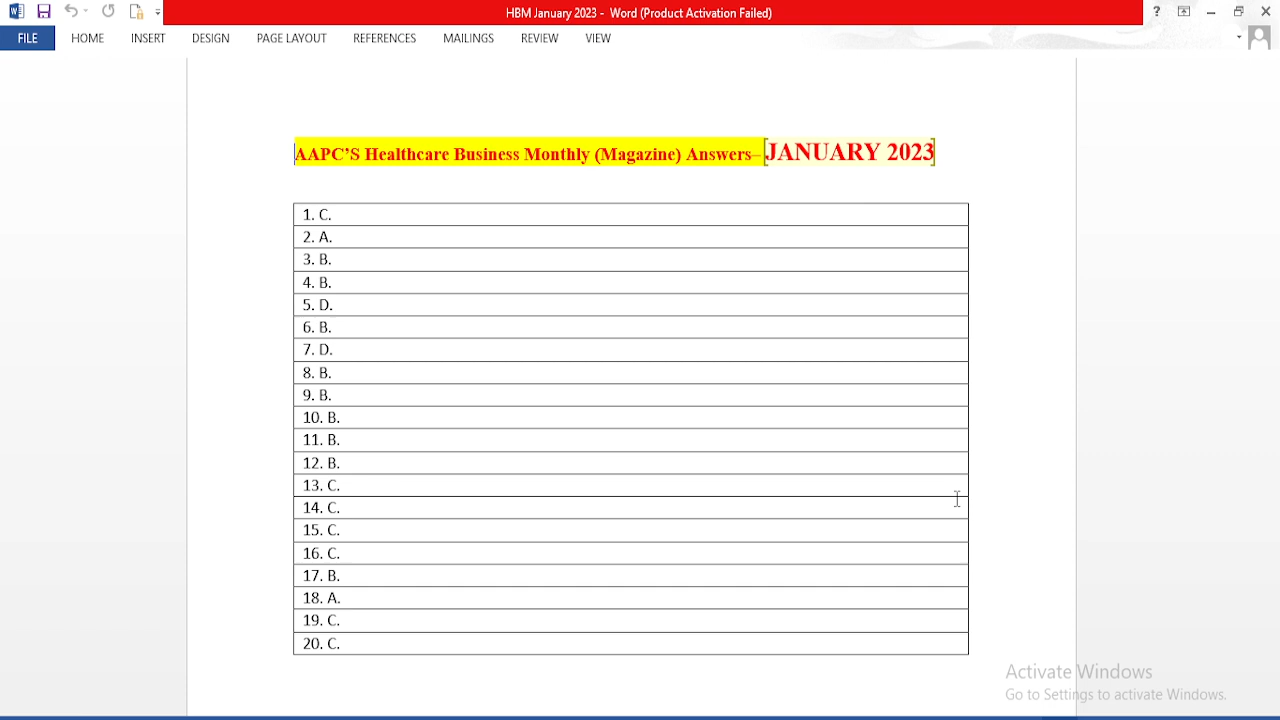 HBM January 2023 - Word (Product Activation Failed)
?
FILE HOME INSERT DESIGN PAGE LAYOUT REFERENCES MAILINGS REVIEW VIEW
AAPC’S Healthcare Business Monthly (Magazine) Answers–[JANUARY 2023]
1. C.
2. A.
3. B.
4. B.
5. D.
6. B.
7. D.
8. B.
9. B.
10. B.
11. B.
12. B.
13. C.
14. C.
15. C.
16. C.
17. B.
18. A.
19. C.
20. C.
Activate Windows
Go to Settings to activate Windows.